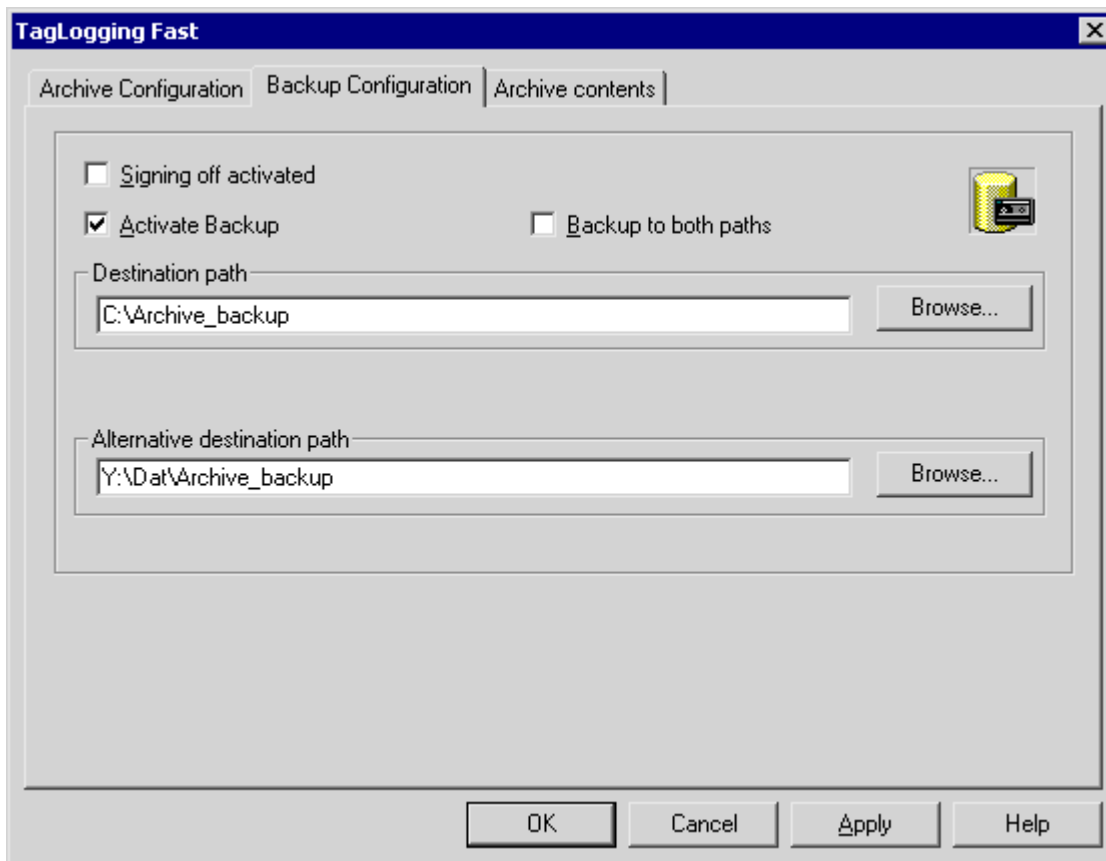 TagLogging Fast
Archive Configuration Backup Configuration Archive contents
Signing off activated
Activate Backup Backup to both paths
Destination path
C:\Archive_backup Browse...
Alternative destination path
Y:\Dat\Archive_backup Browse...
OK Cancel Apply Help